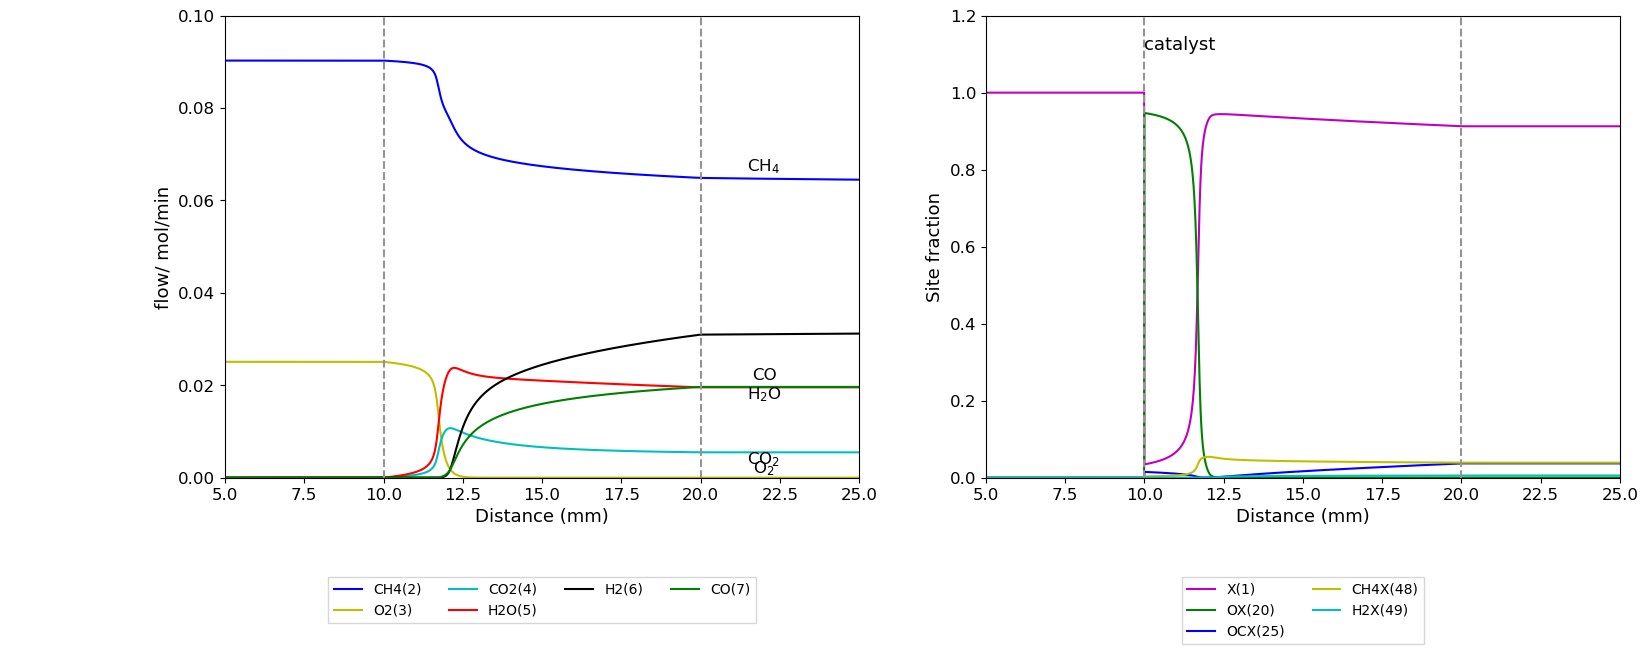 0.10
0.08
0.06
0.04
0.02
0.00
flow/ mol/min
CH₄
CO
H₂O
CO₂
O₂
5.0 7.5 10.0 12.5 15.0 17.5 20.0 22.5 25.0
Distance (mm)
CH4(2) CO2(4) H2(6) CO(7)
O2(3) H2O(5)
1.2
1.0
0.8
0.6
0.4
0.2
0.0
Site fraction
catalyst
5.0 7.5 10.0 12.5 15.0 17.5 20.0 22.5 25.0
Distance (mm)
X(1) CH4X(48)
OX(20) H2X(49)
OCX(25)